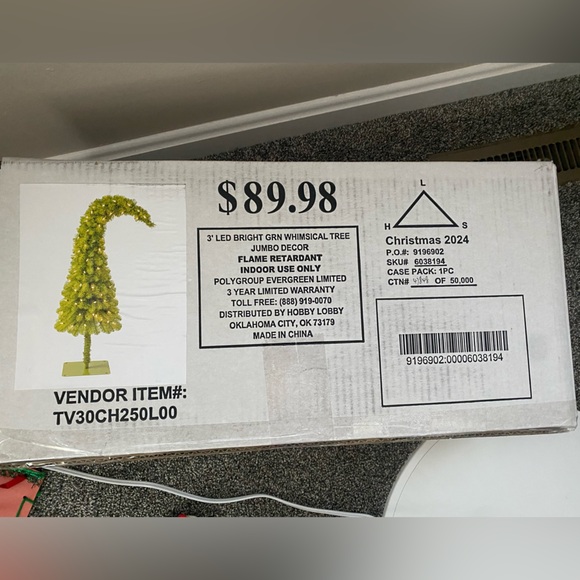 $89.98
3' LED BRIGHT GRN WHIMSICAL TREE
JUMBO DECOR
FLAME RETARDANT
INDOOR USE ONLY
POLYGROUP EVERGREEN LIMITED
3 YEAR LIMITED WARRANTY
TOLL FREE: (888) 919-0070
DISTRIBUTED BY HOBBY LOBBY
OKLAHOMA CITY, OK 73179
MADE IN CHINA
L
H S
Christmas 2024
P.O.#: 9196902
SKU# 6038194
CASE PACK: 1PC
CTN# OF 50,000
9196902:00006038194
VENDOR ITEM#:
TV30CH250L00